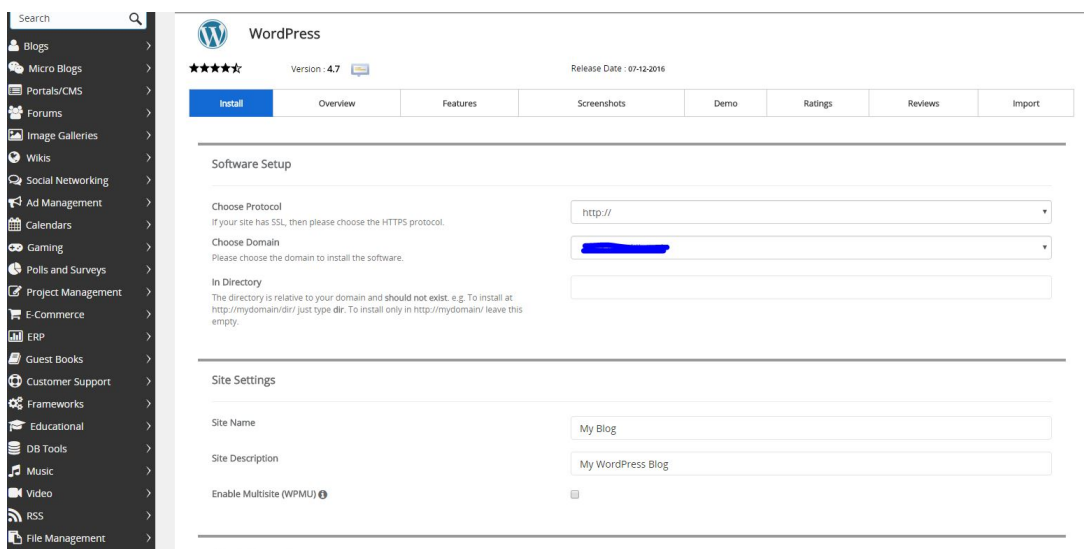 Search
Blogs
Micro Blogs
Portals/CMS
Forums
Image Galleries
Wikis
Social Networking
Ad Management
Calendars
Gaming
Polls and Surveys
Project Management
E-Commerce
ERP
Guest Books
Customer Support
Frameworks
Educational
DB Tools
Music
Video
RSS
File Management
WordPress
Version : 4.7
Release Date : 07-12-2016
Install Overview Features Screenshots Demo Ratings Reviews Import
Software Setup
Choose Protocol
If your site has SSL, then please choose the HTTPS protocol.
http://
Choose Domain
Please choose the domain to install the software.
In Directory
The directory is relative to your domain and should not exist. e.g. To install at
http://mydomain/dir/ just type dir. To install only in http://mydomain/ leave this
empty.
Site Settings
Site Name
My Blog
Site Description
My WordPress Blog
Enable Multisite (WPMU)